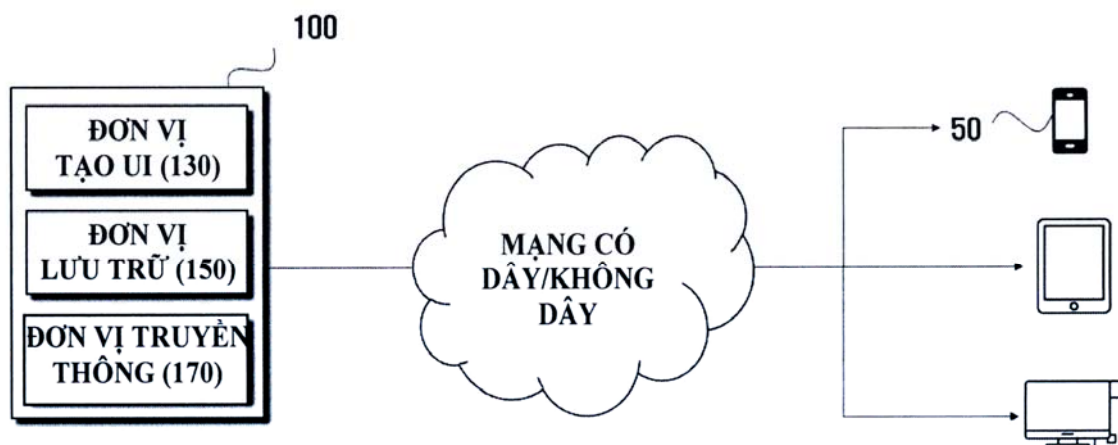 100
ĐƠN VỊ
TẠO UI (130)
ĐƠN VỊ
LƯU TRỮ (150)
ĐƠN VỊ TRUYỀN
THÔNG (170)
MẠNG CÓ
DÂY/KHÔNG
DÂY
50